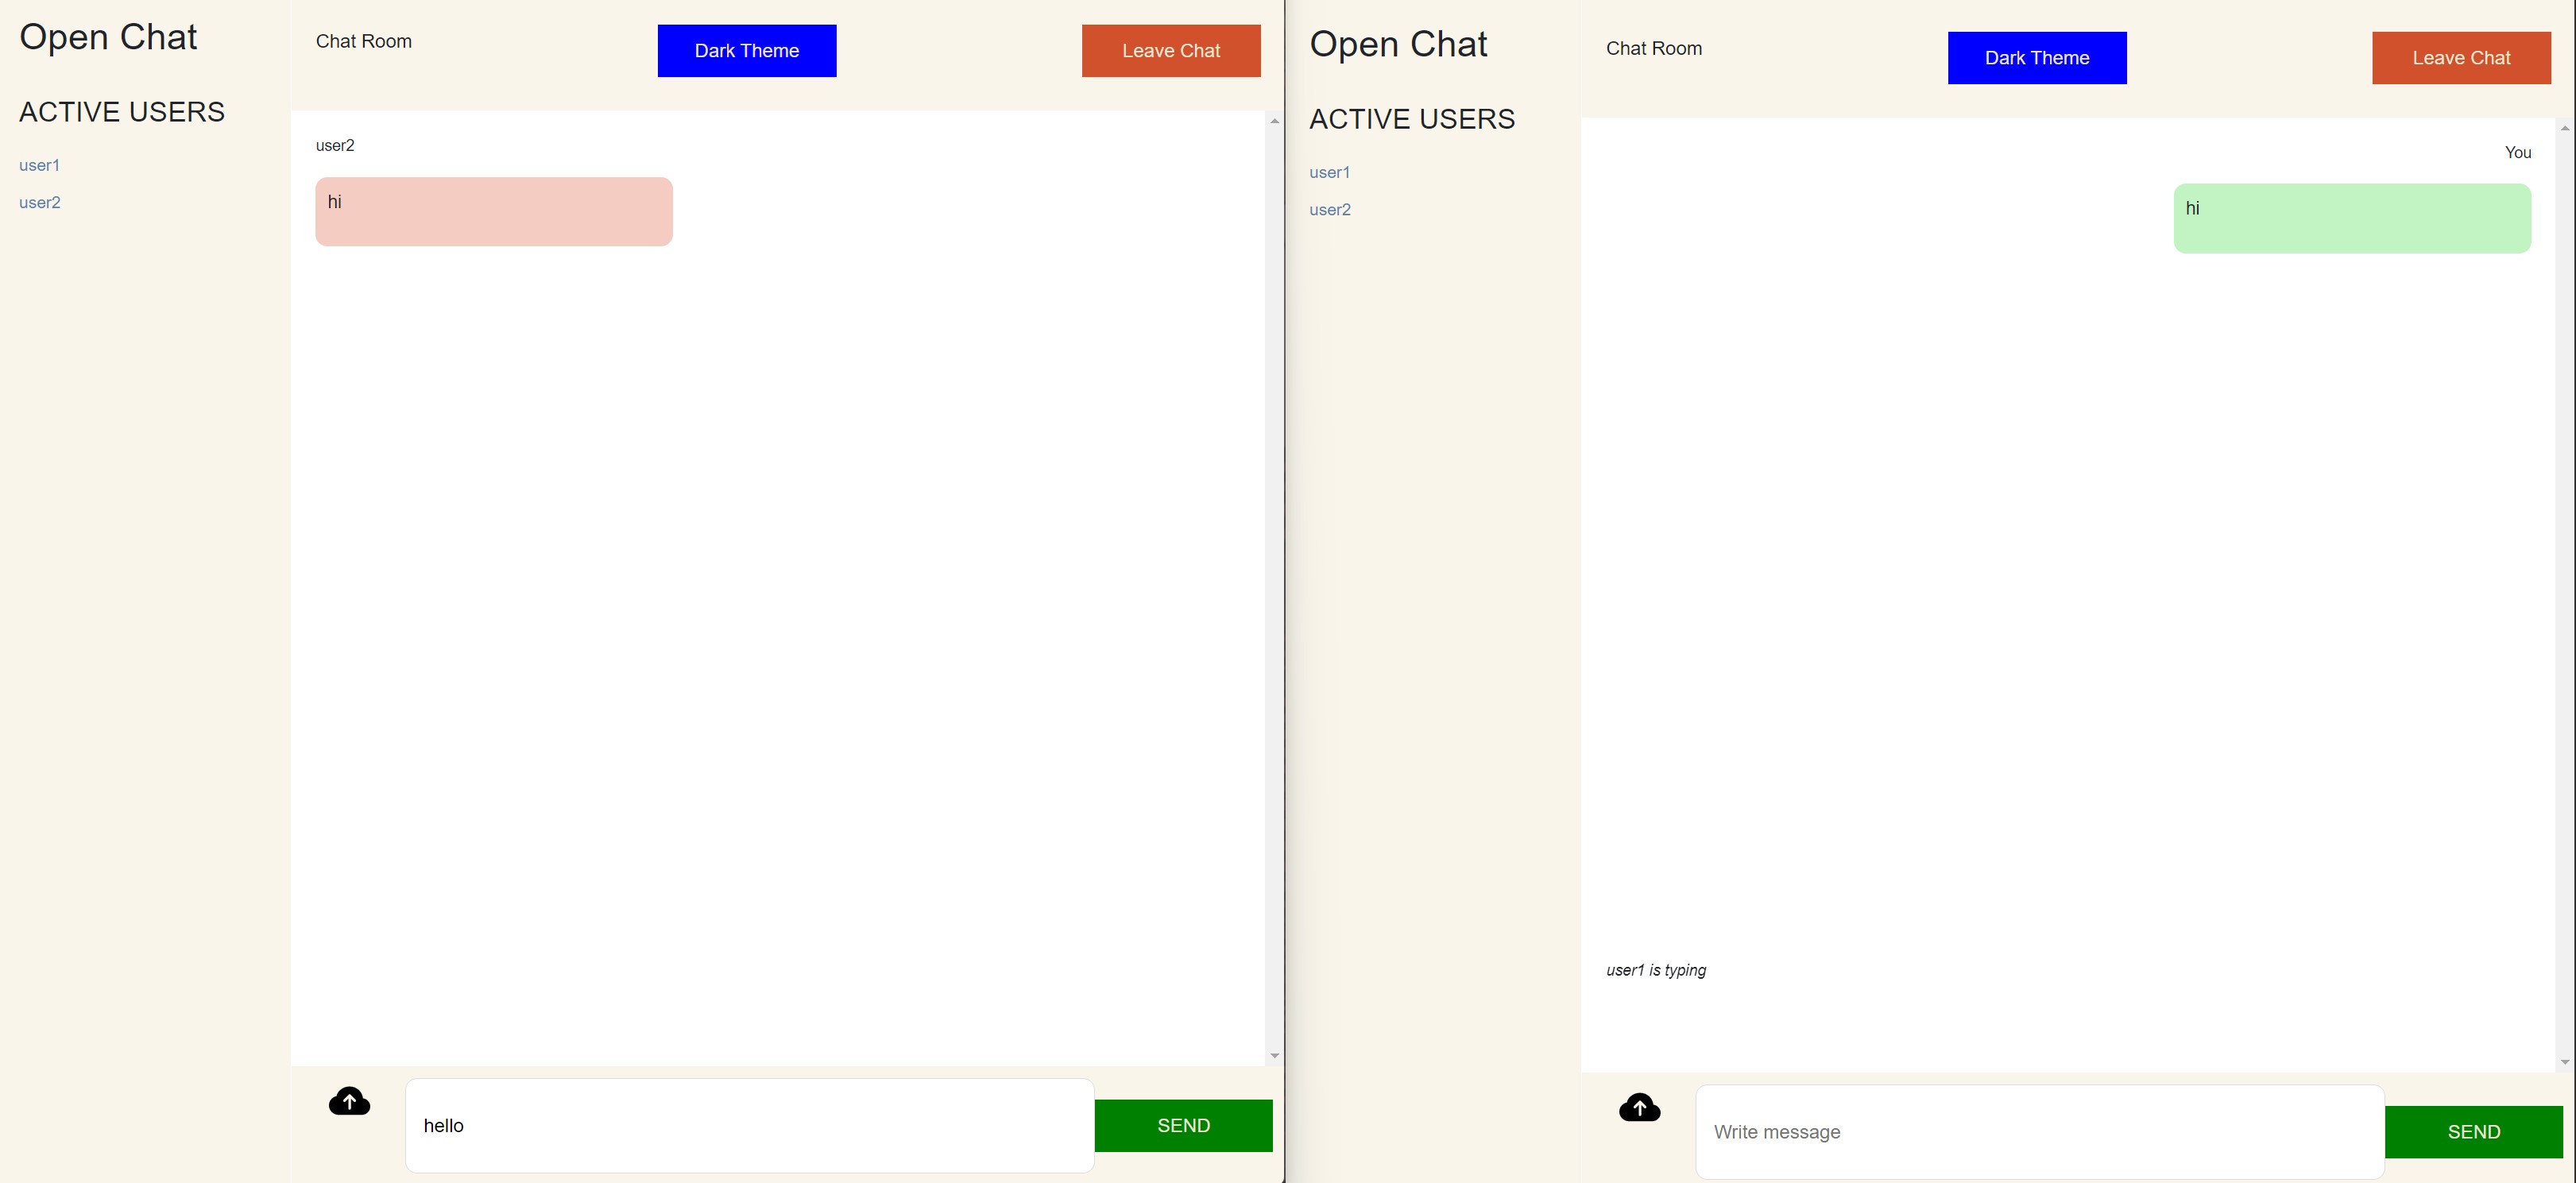 Open Chat
ACTIVE USERS
user1
user2
Chat Room
Dark Theme
Leave Chat
user2
hi
hello
SEND
Open Chat
ACTIVE USERS
user1
user2
Chat Room
Dark Theme
Leave Chat
You
hi
user1 is typing
Write message
SEND